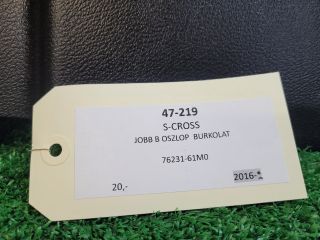 47-219
S-CROSS
JOBB B OSZLOP BURKOLAT
76231-61M0
2016-
20,-